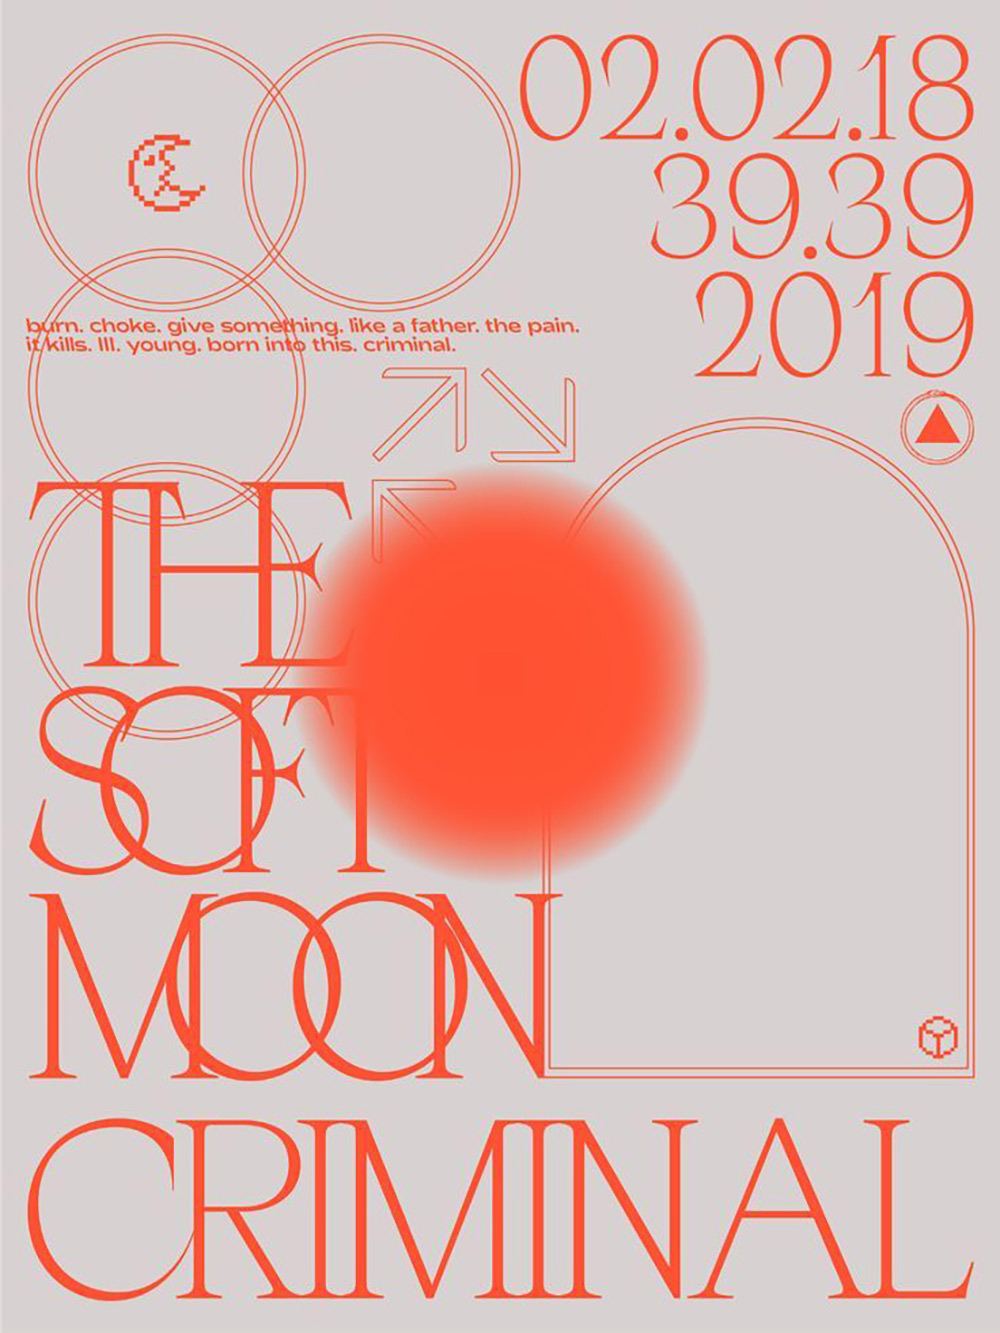 02.02.18
39.39
2019
burn. choke. give something. like a father. the pain.
it kills. Ill. young. born into this. criminal.
THE
SOFT
MOON
CRIMINAL